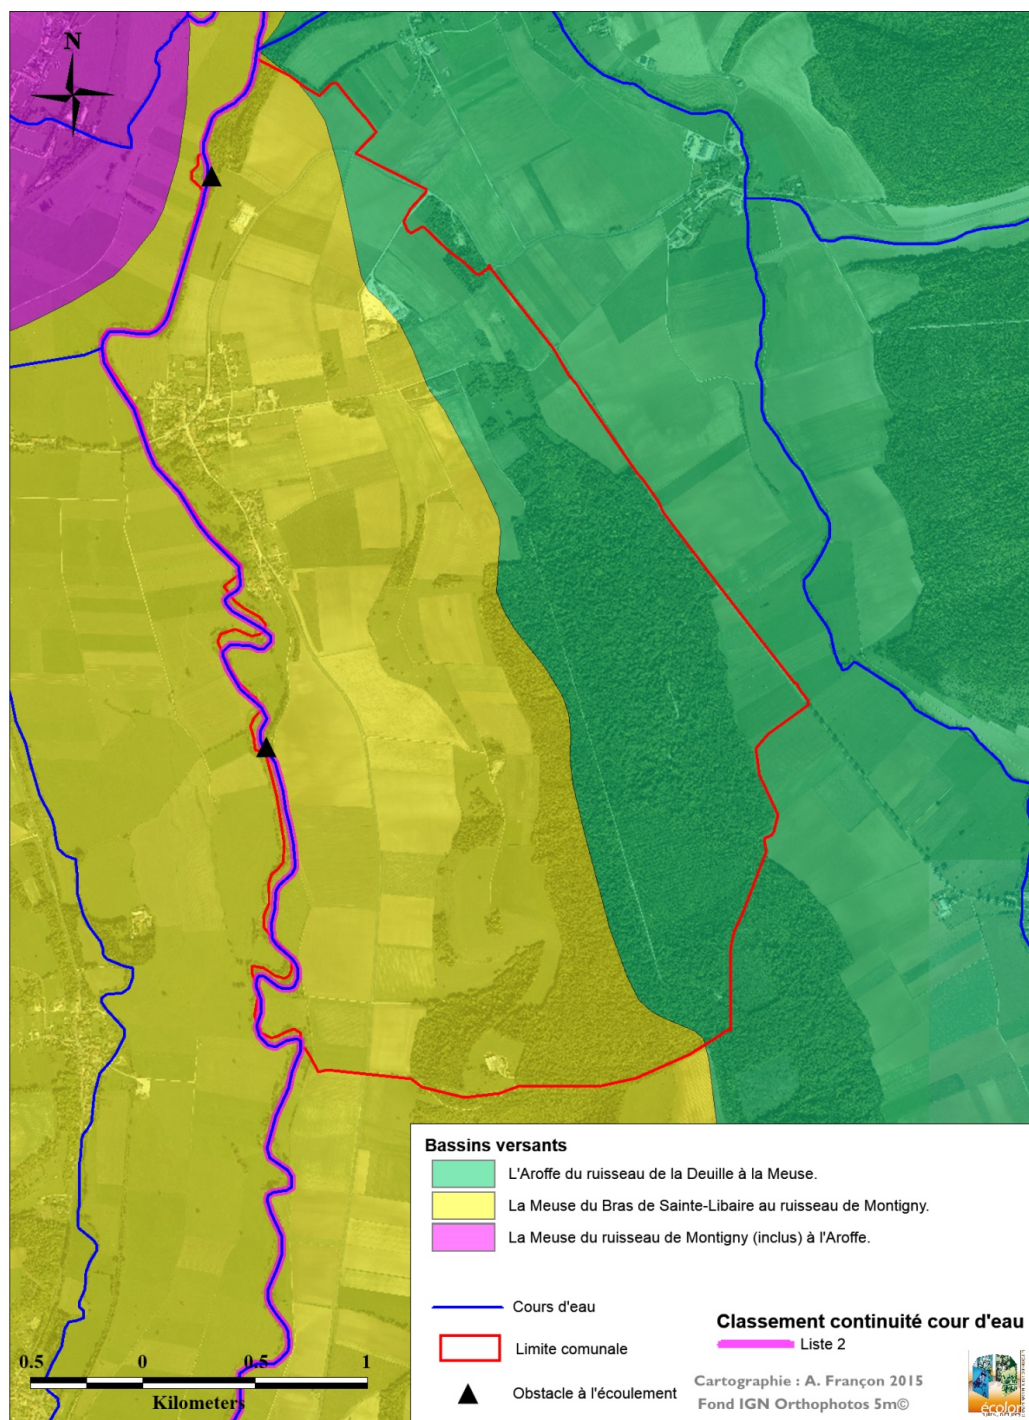 N
Bassins versants
L'Aroffe du ruisseau de la Deuille à la Meuse.
La Meuse du Bras de Sainte-Libaire au ruisseau de Montigny.
La Meuse du ruisseau de Montigny (inclus) à l'Aroffe.
Cours d'eau
Limite comunale
Obstacle à l'écoulement
Classement continuité cour d'eau
Liste 2
0.5 0 0.5 1
Kilometers
Cartographie : A. Françon 2015
Fond IGN Orthophotos 5m©
écolor